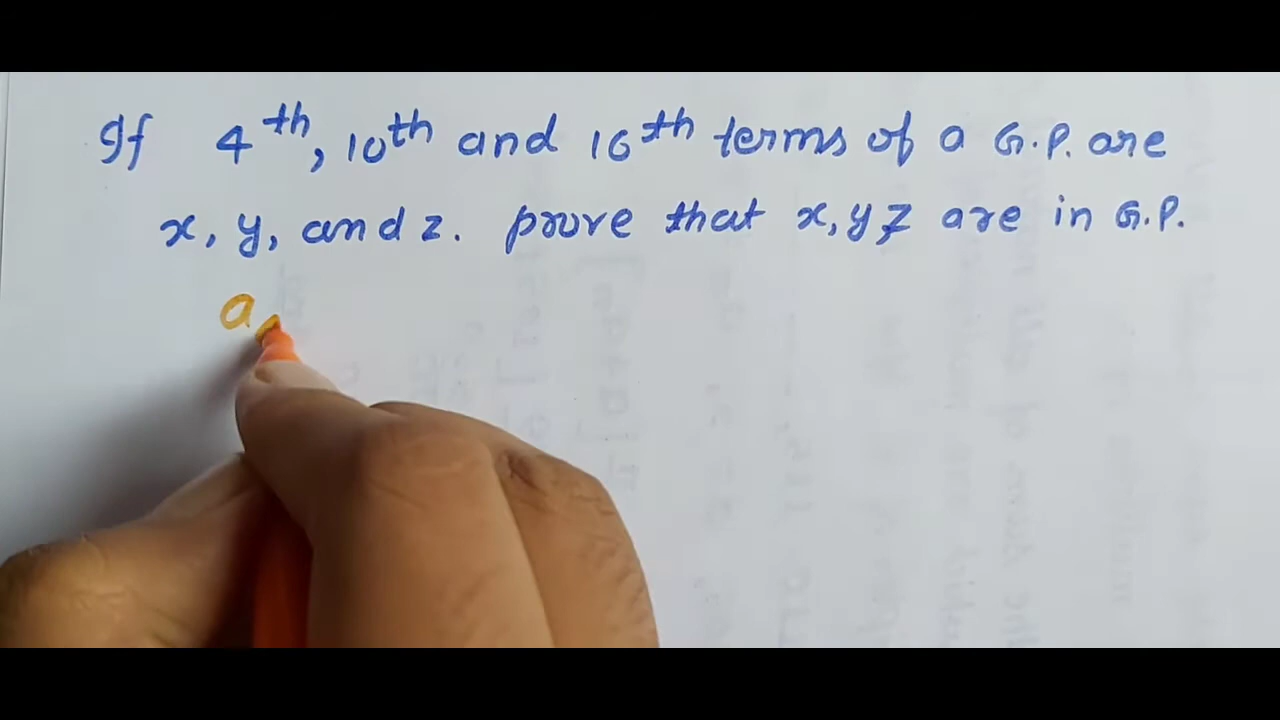 If 4th, 10th and 16th terms of a G.P. are
x, y, and z. prove that x, y z are in G.P.
a